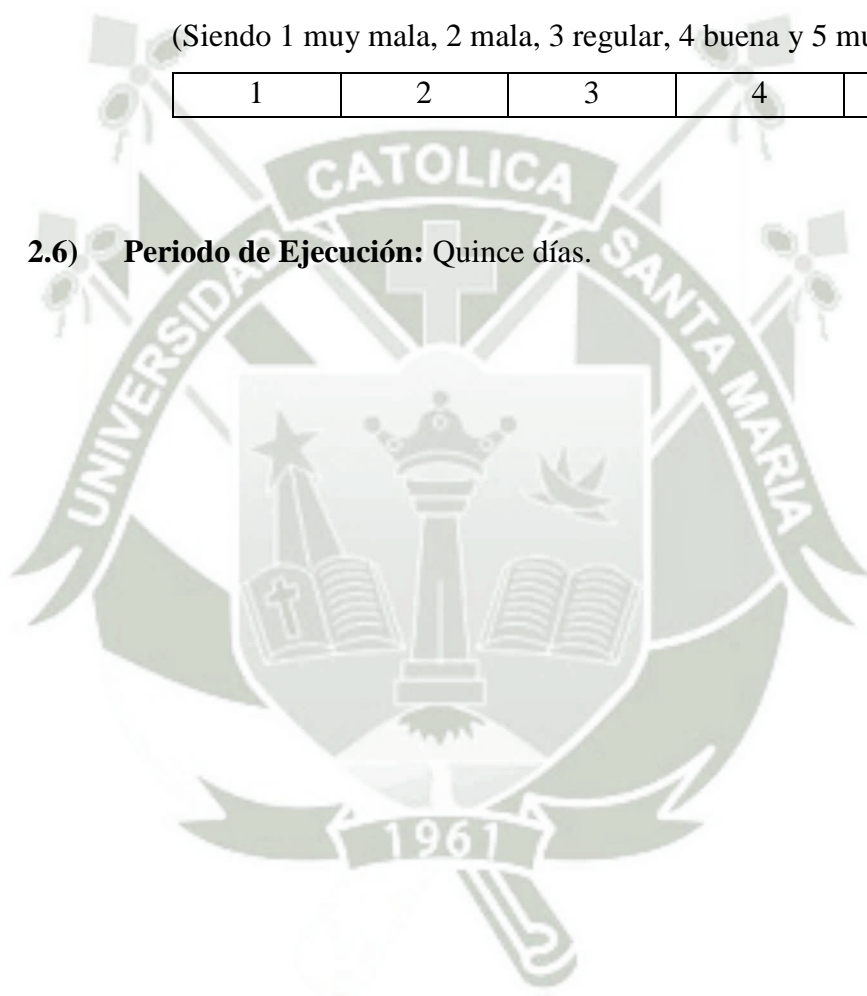 (Siendo 1 muy mala, 2 mala, 3 regular, 4 buena y 5
1 2 3 4
CATOLICA
2.6) Periodo de Ejecución: Quince días.
UNIVERSIDAD
SANTA MARIA
1961